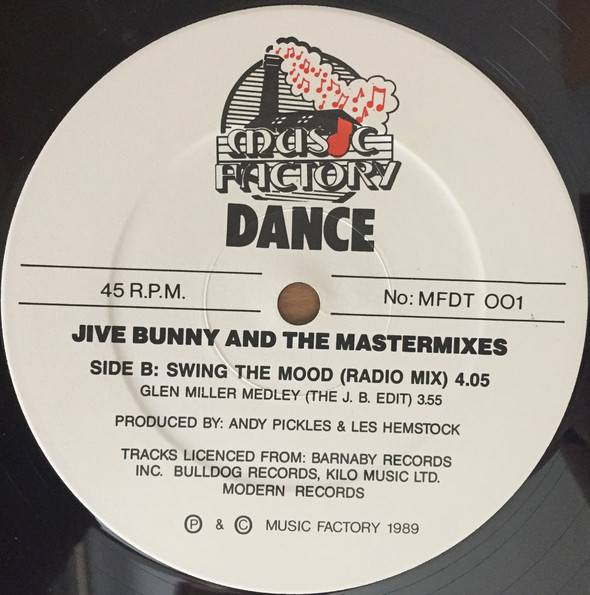 music
FACTORY
DANCE
45 R.P.M.
No: MFDT 001
JIVE BUNNY AND THE MASTERMIXES
SIDE B: SWING THE MOOD (RADIO MIX) 4.05
GLEN MILLER MEDLEY (THE J. B. EDIT) 3.55
PRODUCED BY: ANDY PICKLES & LES HEMSTOCK
TRACKS LICENCED FROM: BARNABY RECORDS
INC. BULLDOG RECORDS, KILO MUSIC LTD.
MODERN RECORDS
Ⓟ & © MUSIC FACTORY 1989